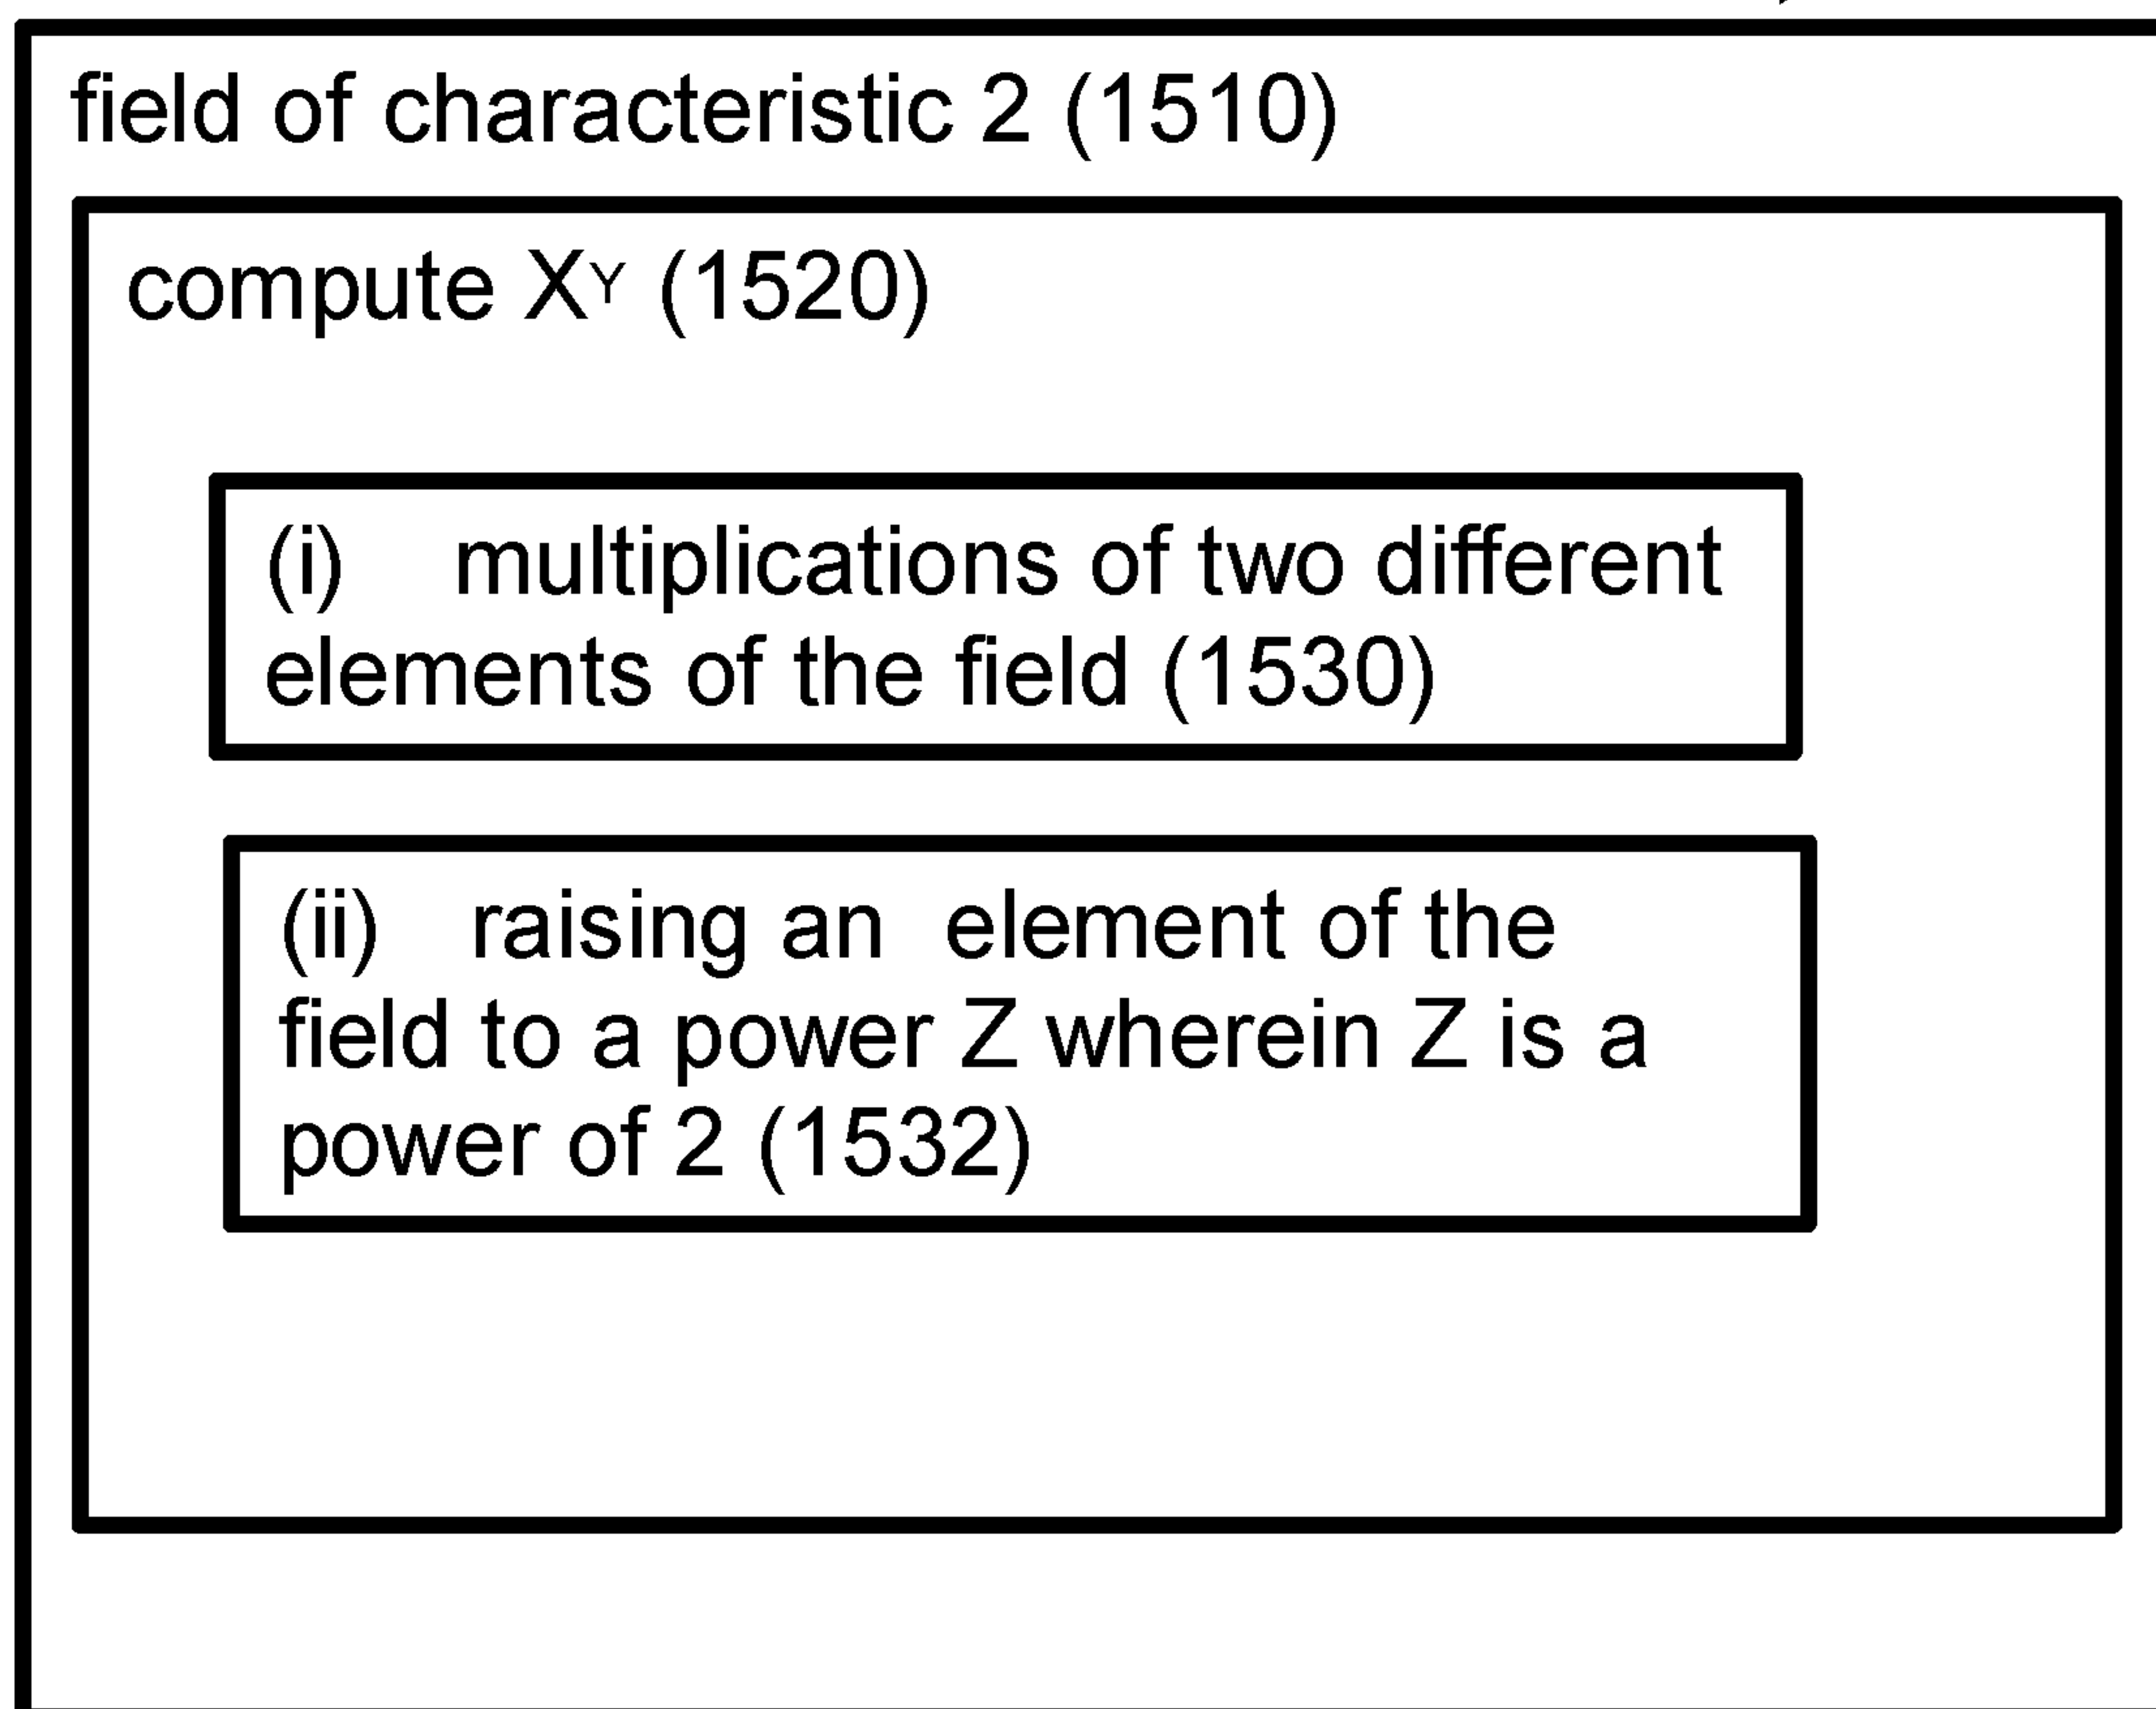 field of characteristic 2 (1510)
compute XY (1520)
(i) multiplications of two different
elements of the field (1530)
(ii) raising an element of the
field to a power Z wherein Z is a
power of 2 (1532)